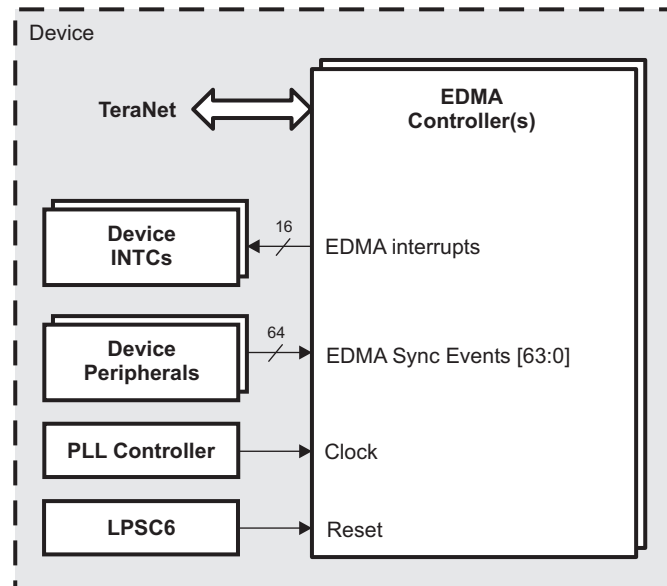 Device
TeraNet
EDMA
Controller(s)
Device
INTCs
16
EDMA interrupts
Device
Peripherals
64
EDMA Sync Events [63:0]
PLL Controller
Clock
LPSC6
Reset